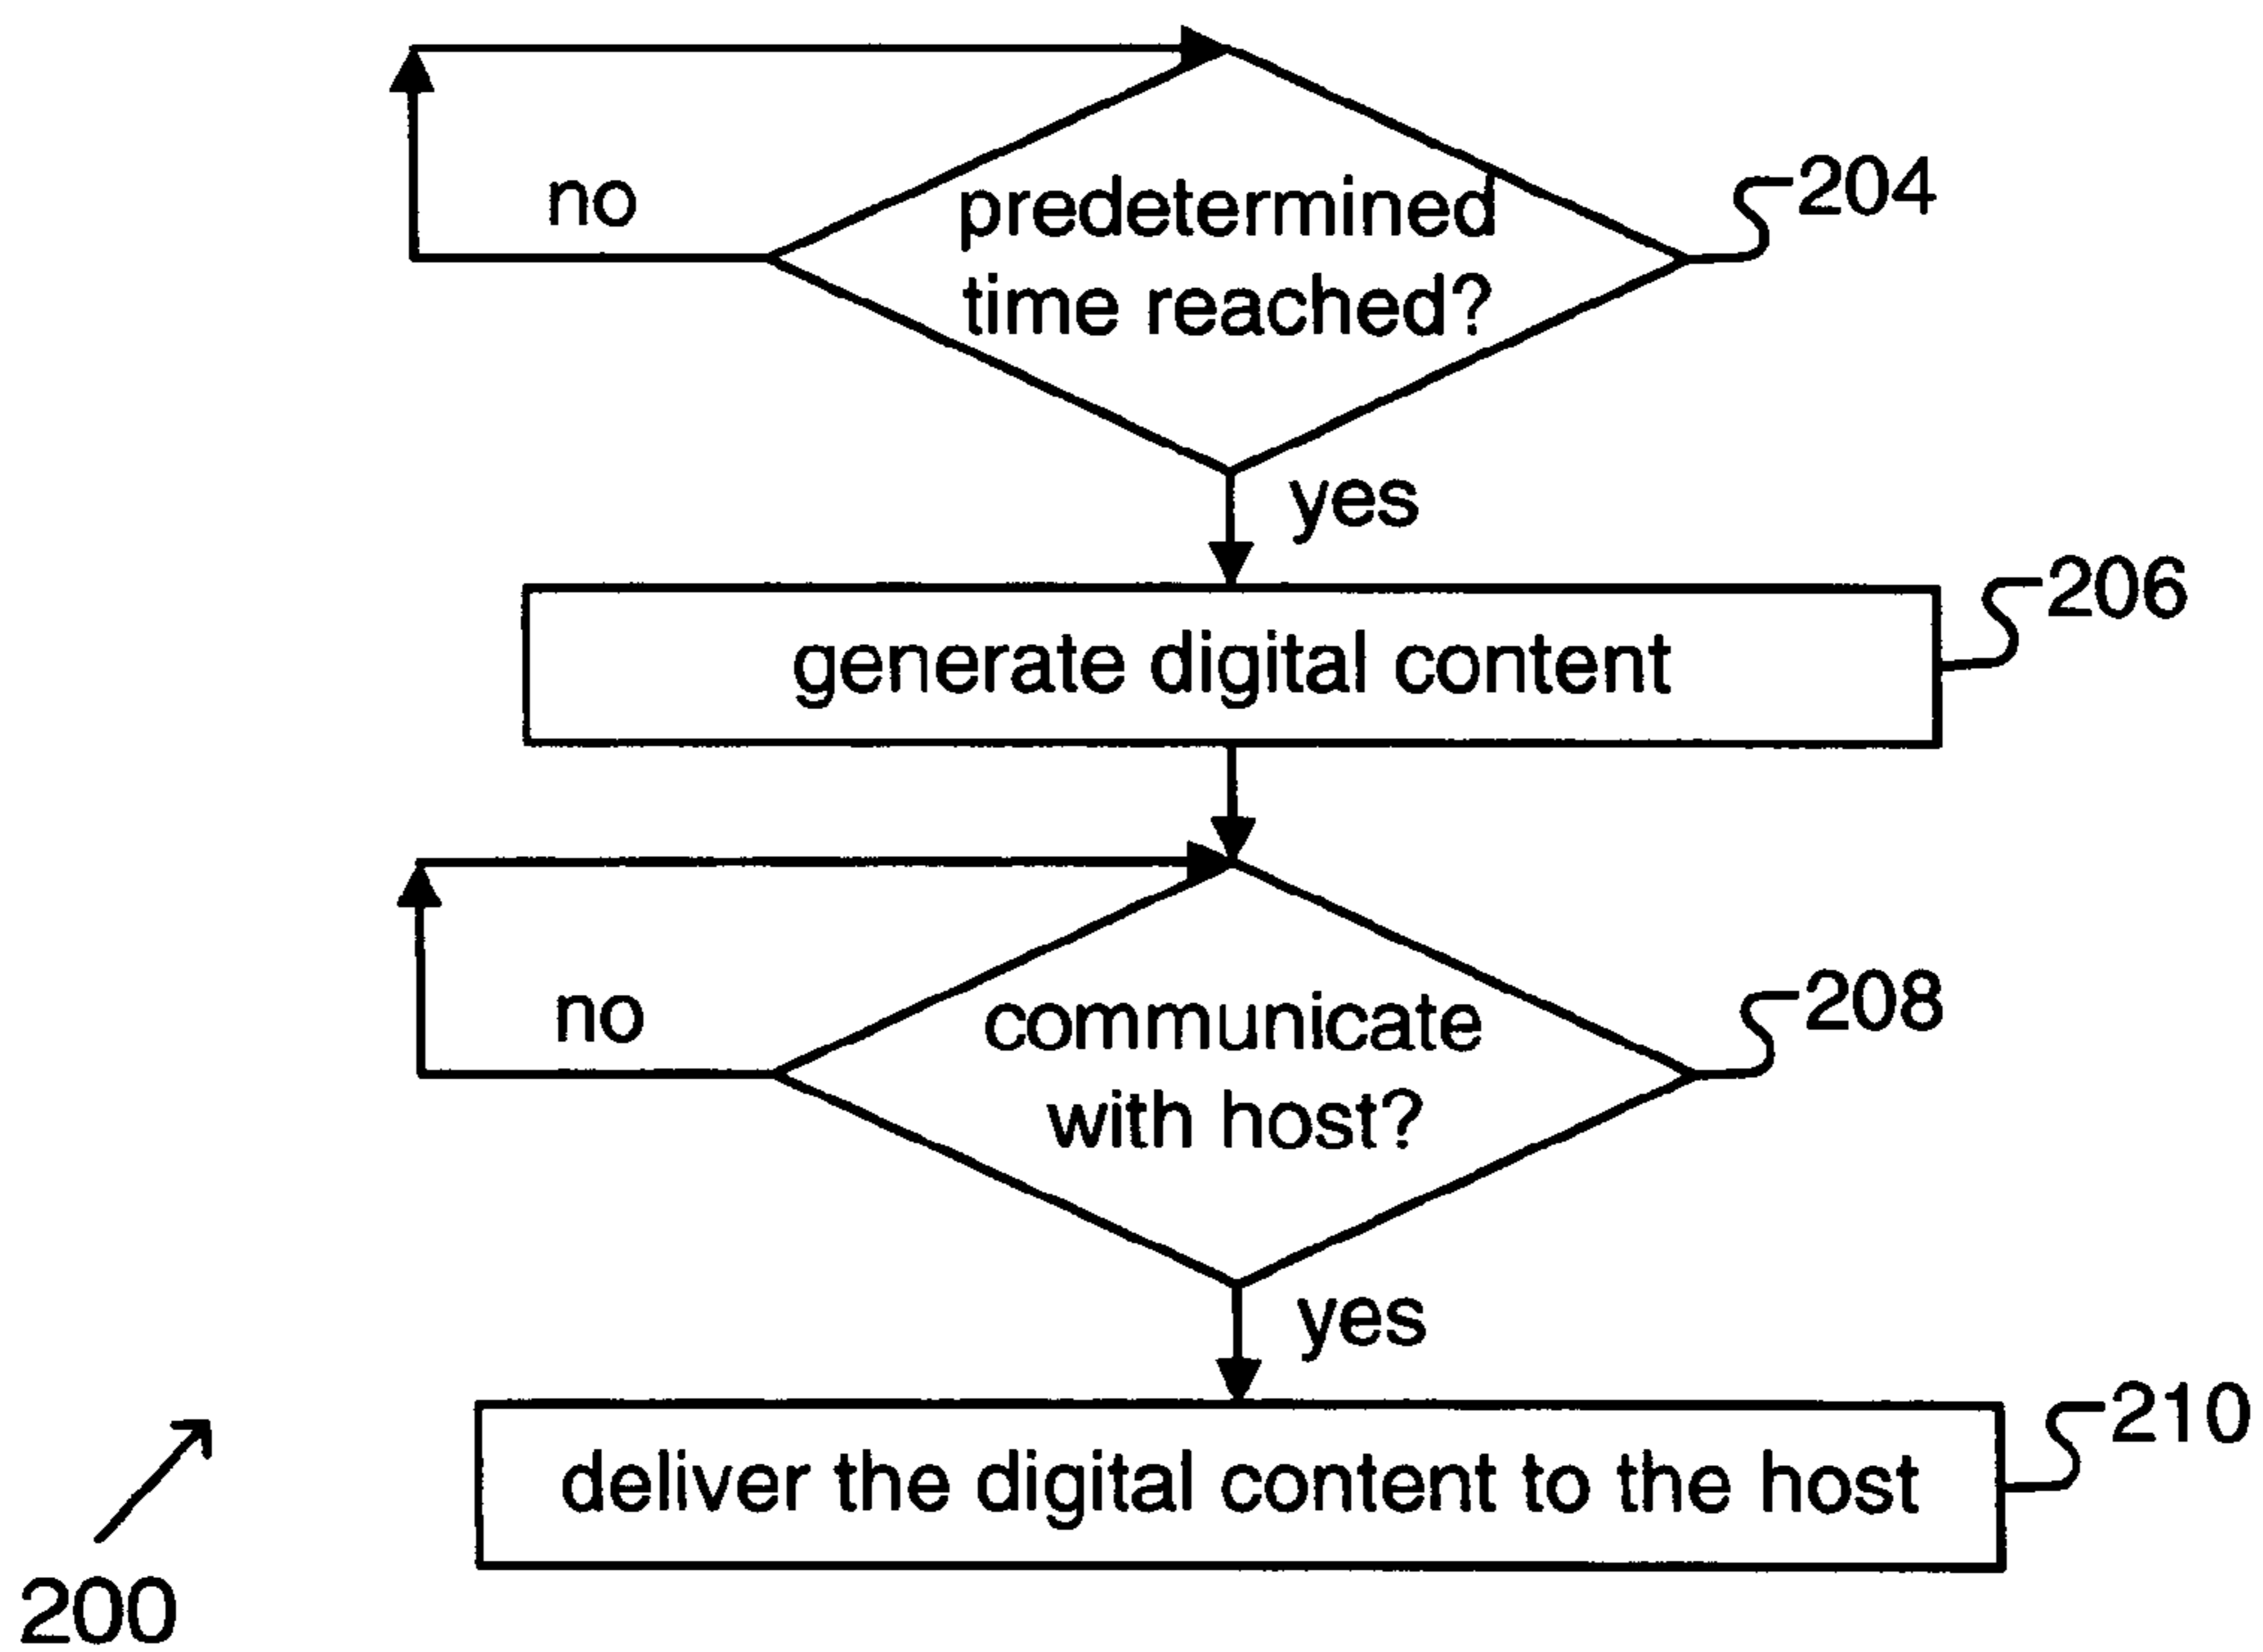 no
predetermined
time reached?
204
yes
generate digital content
206
no
communicate
with host?
208
yes
deliver the digital content to the host
210
200